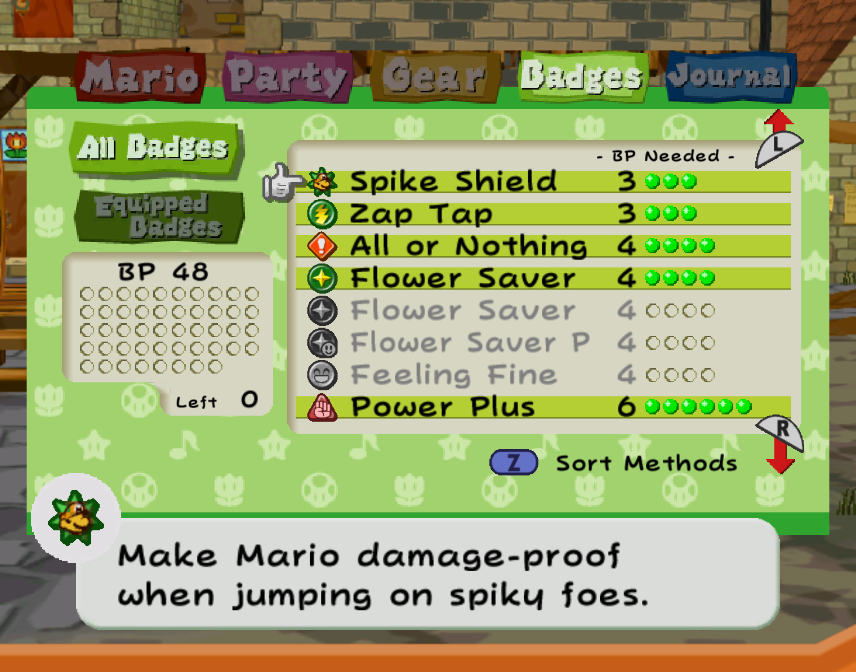 Mario Party Gear Badges Journal
All Badges
Equipped
Badges
BP 48
Left 0
- BP Needed -
L
Spike Shield 3
Zap Tap 3
All or Nothing 4
Flower Saver 4
Flower Saver 4
Flower Saver P 4
Feeling Fine 4
Power Plus 6
R
Z Sort Methods
Make Mario damage-proof
when jumping on spiky foes.